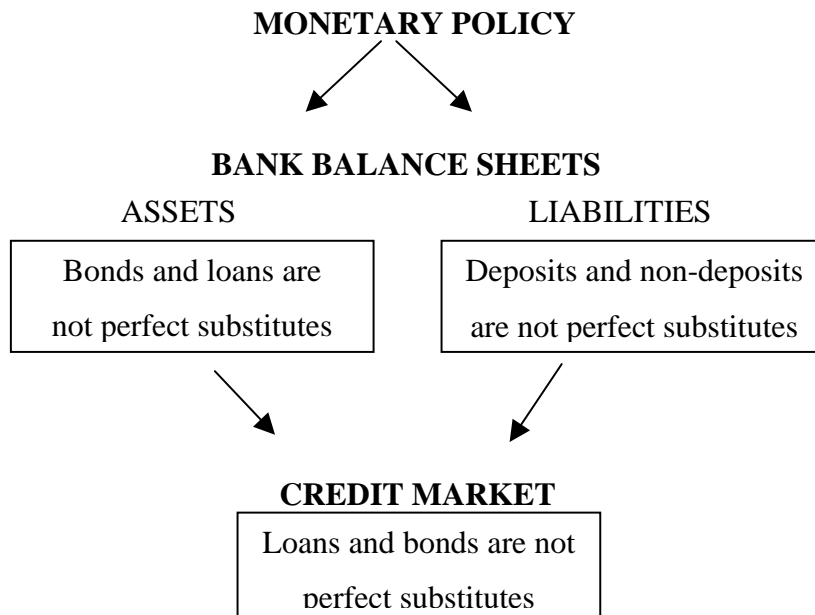 MONETARY POLICY
BANK BALANCE SHEETS
ASSETS
LIABILITIES
Bonds and loans are
not perfect substitutes
Deposits and non-deposits
are not perfect substitutes
CREDIT MARKET
Loans and bonds are not
perfect substitutes